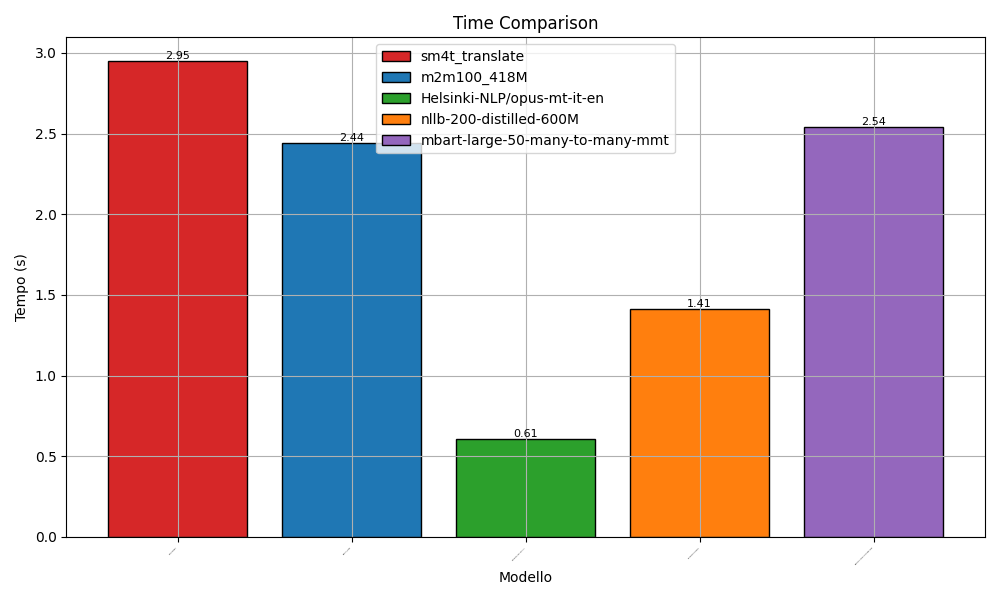 Time Comparison
sm4t_translate
m2m100_418M
Helsinki-NLP/opus-mt-it-en
nllb-200-distilled-600M
mbart-large-50-many-to-many-mmt
2.95
2.44
0.61
1.41
2.54
3.0
2.5
2.0
1.5
1.0
0.5
0.0
Tempo (s)
Modello